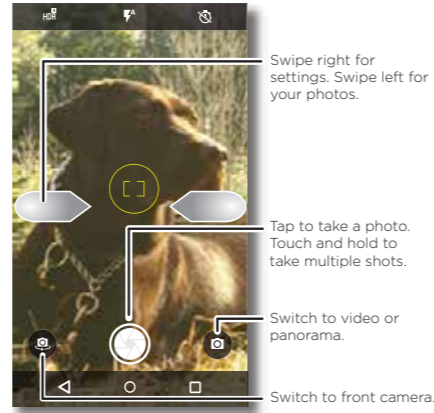 HDR
A
Swipe right for
settings. Swipe left for
your photos.
Tap to take a photo.
Touch and hold to
take multiple shots.
Switch to video or
panorama.
Switch to front camera.